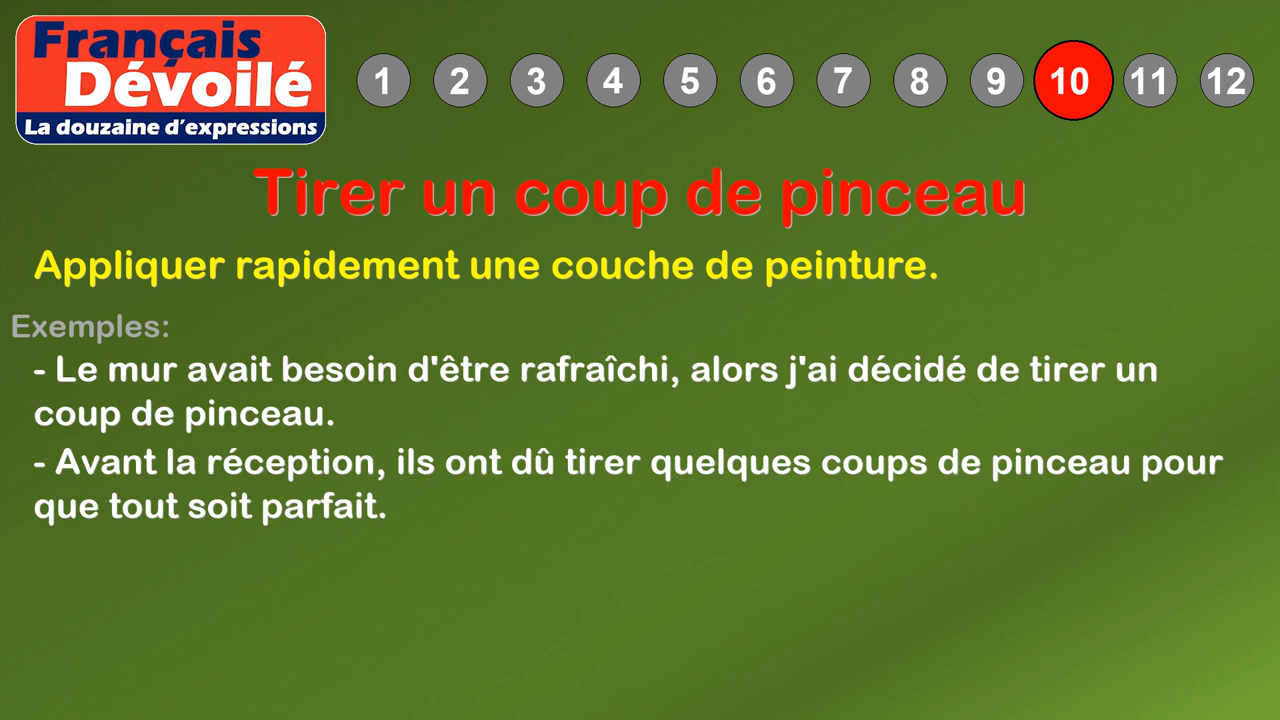 Français
Dévoilé
La douzaine d'expressions
1 2 3 4 5 6 7 8 9 10 11 12
Tirer un coup de pinceau
Appliquer rapidement une couche de peinture.
Exemples:
- Le mur avait besoin d'être rafraîchi, alors j'ai décidé de tirer un
coup de pinceau.
- Avant la réception, ils ont dû tirer quelques coups de pinceau pour
que tout soit parfait.